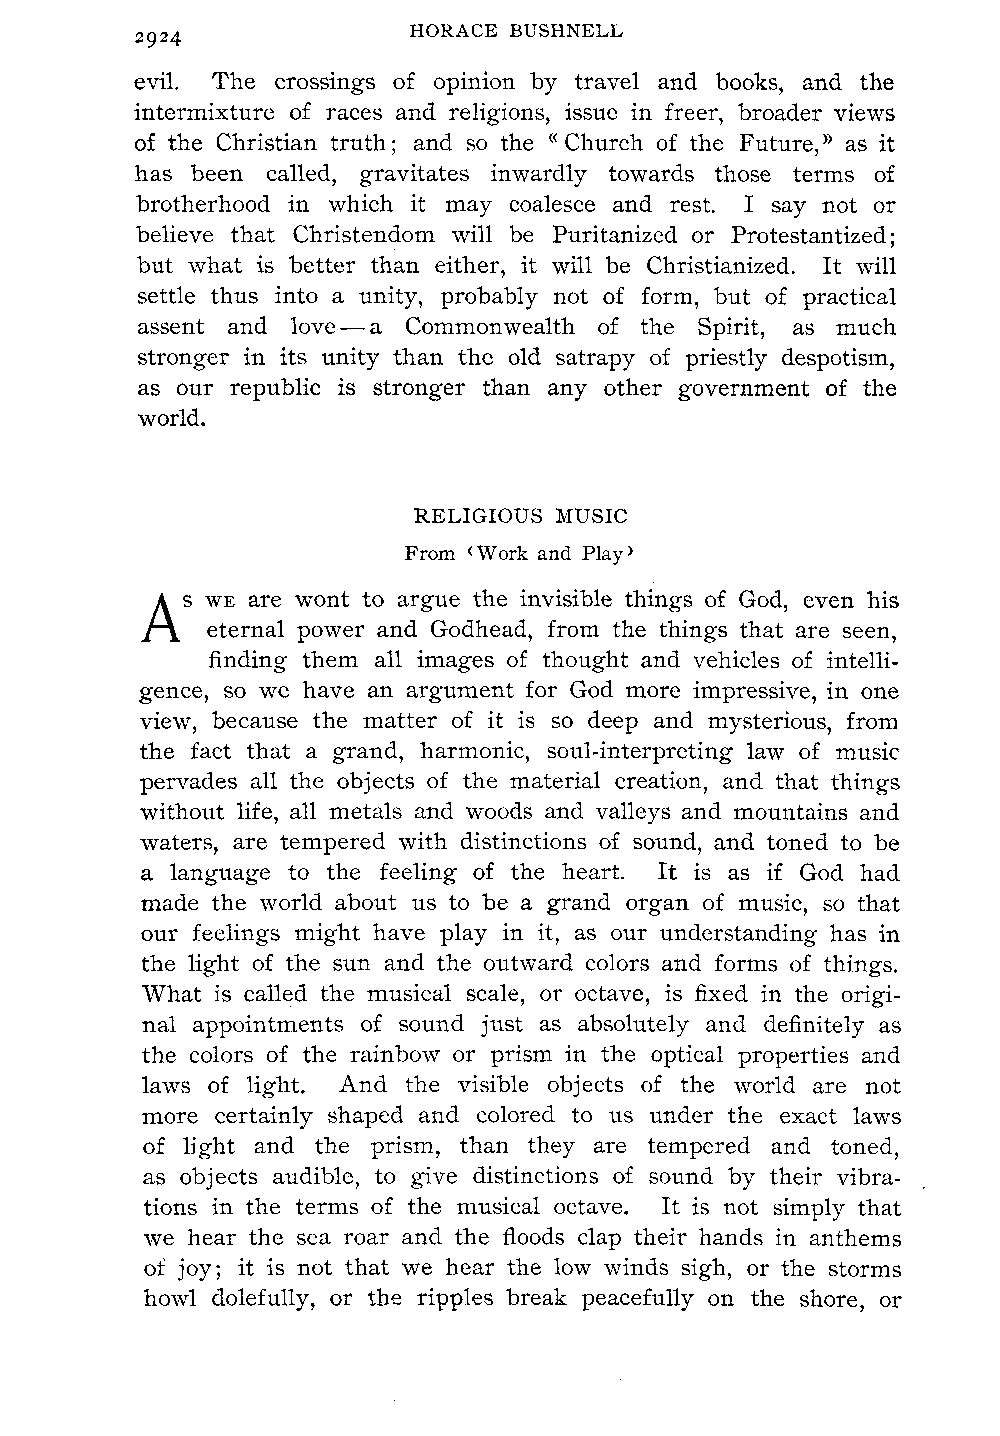 2924
HORACE BUSHNELL
evil. The crossings of opinion by travel and books, and the
intermixture of races and religions, issue in freer, broader views
of the Christian truth; and so the «Church of the Future,» as it
has been called, gravitates inwardly towards those terms of
brotherhood in which it may coalesce and rest. I say not or
believe that Christendom will be Puritanized or Protestantized;
but what is better than either, it will be Christianized. It will
settle thus into a unity, probably not of form, but of practical
assent and love—a Commonwealth of the Spirit, as much
stronger in its unity than the old satrapy of priestly despotism,
as our republic is stronger than any other government of the
world.
RELIGIOUS MUSIC
From ‹Work and Play›
As we are wont to argue the invisible things of God, even his
eternal power and Godhead, from the things that are seen,
finding them all images of thought and vehicles of intelli-
gence, so we have an argument for God more impressive, in one
view, because the matter of it is so deep and mysterious, from
the fact that a grand, harmonic, soul-interpreting law of music
pervades all the objects of the material creation, and that things
without life, all metals and woods and valleys and mountains and
waters, are tempered with distinctions of sound, and toned to be
a language to the feeling of the heart. It is as if God had
made the world about us to be a grand organ of music, so that
our feelings might have play in it, as our understanding has in
the light of the sun and the outward colors and forms of things.
What is called the musical scale, or octave, is fixed in the origi-
nal appointments of sound just as absolutely and definitely as
the colors of the rainbow or prism in the optical properties and
laws of light. And the visible objects of the world are not
more certainly shaped and colored to us under the exact laws
of light and the prism, than they are tempered and toned,
as objects audible, to give distinctions of sound by their vibra-
tions in the terms of the musical octave. It is not simply that
we hear the sea roar and the floods clap their hands in anthems
of joy; it is not that we hear the low winds sigh, or the storms
howl dolefully, or the ripples break peacefully on the shore, or